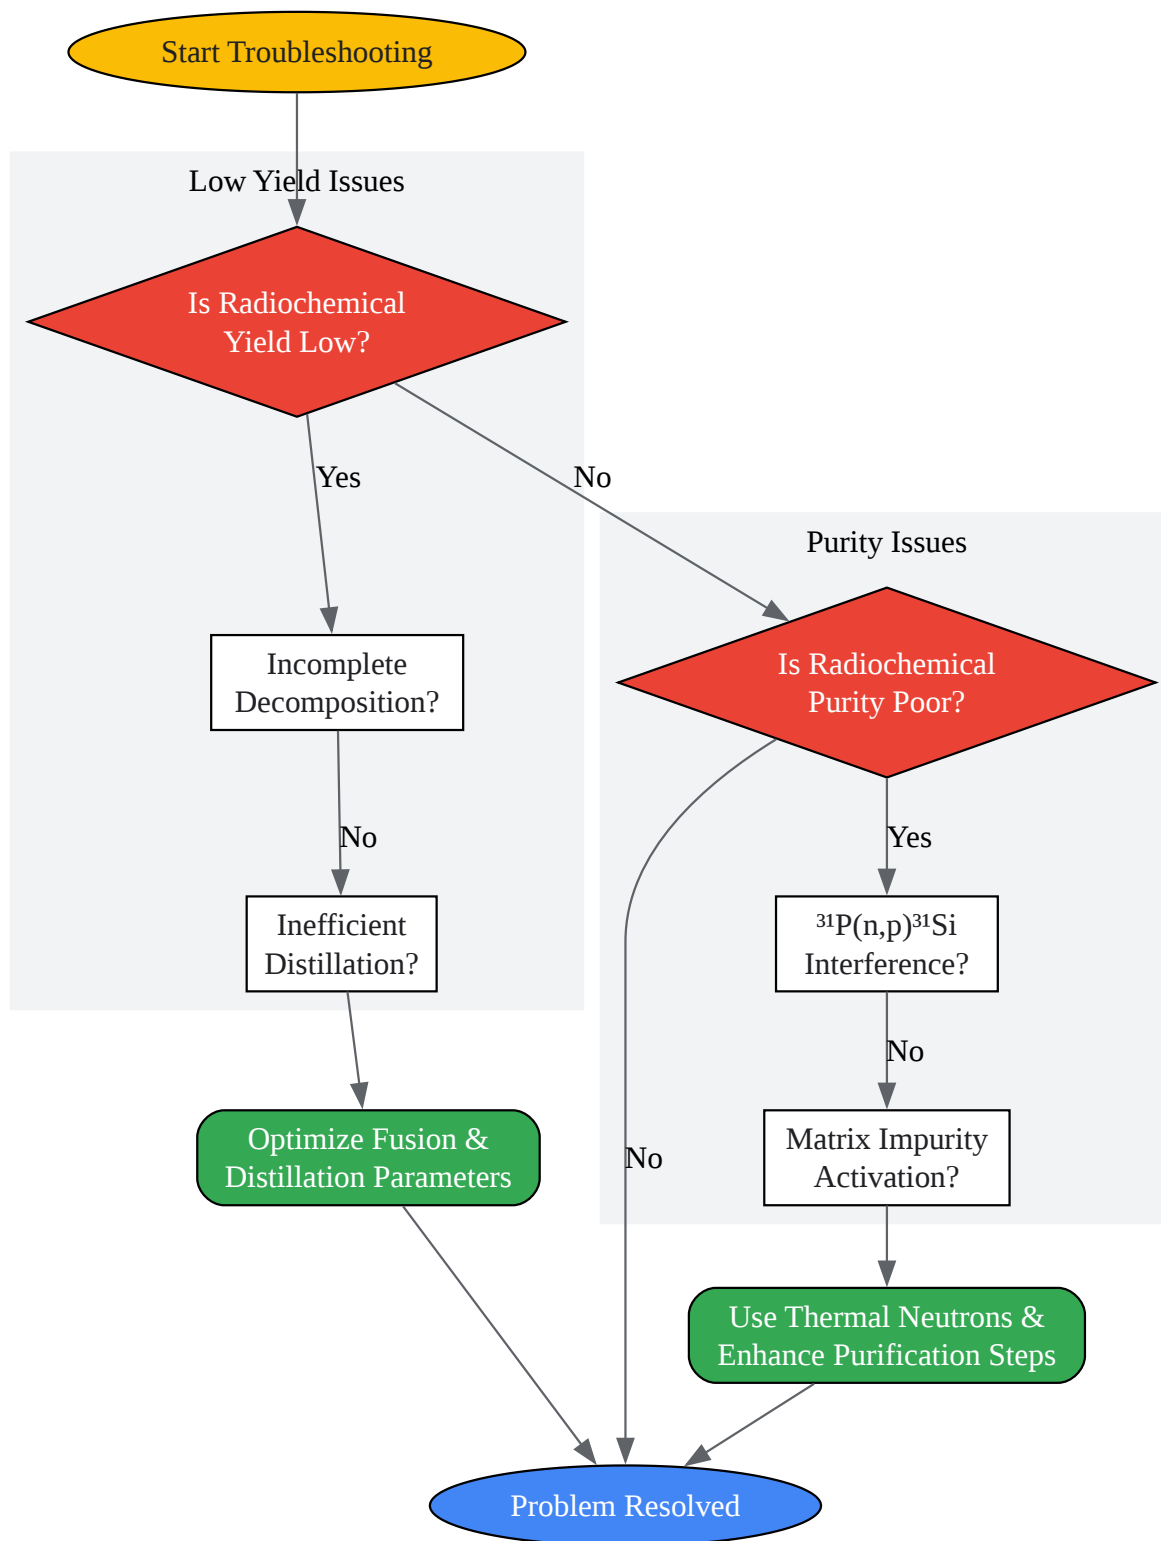 Start Troubleshooting
Low Yield Issues
Is Radiochemical
Yield Low?
Yes
No
Purity Issues
Incomplete
Decomposition?
Is Radiochemical
Purity Poor?
No
Yes
Inefficient
Distillation?
³¹P(n,p)³¹Si
Interference?
No
Optimize Fusion &
Distillation Parameters
Matrix Impurity
Activation?
No
Use Thermal Neutrons &
Enhance Purification Steps
Problem Resolved